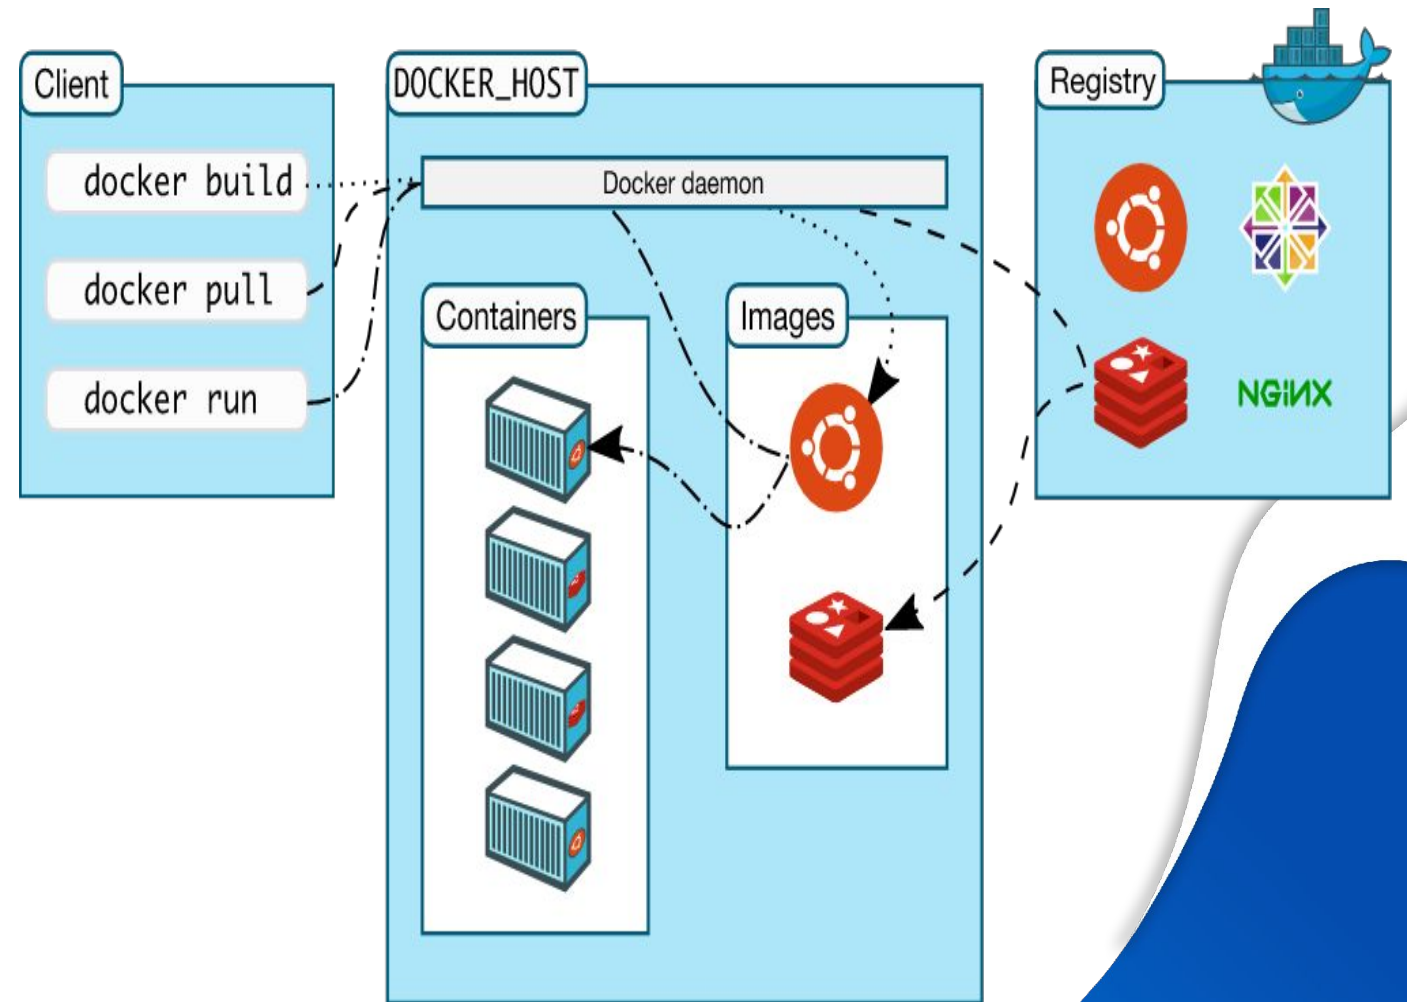 Client
docker build
docker pull
docker run
DOCKER_HOST
Docker daemon
Containers
Images
Registry
NGiNX